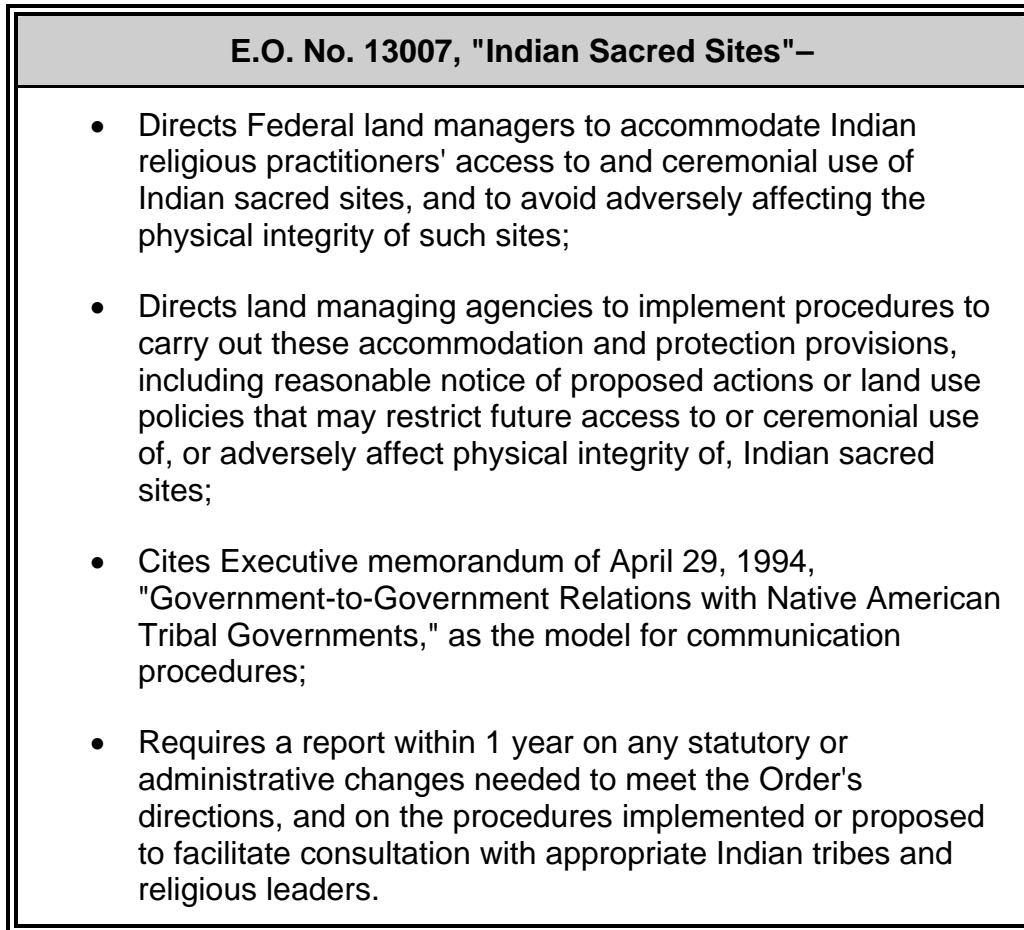 E.O. No. 13007, "Indian Sacred Sites"–
• Directs Federal land managers to accommodate Indian
religious practitioners' access to and ceremonial use of
Indian sacred sites, and to avoid adversely affecting the
physical integrity of such sites;
• Directs land managing agencies to implement procedures to
carry out these accommodation and protection provisions,
including reasonable notice of proposed actions or land use
policies that may restrict future access to or ceremonial use
of, or adversely affect physical integrity of, Indian sacred
sites;
• Cites Executive memorandum of April 29, 1994,
"Government-to-Government Relations with Native American
Tribal Governments," as the model for communication
procedures;
• Requires a report within 1 year on any statutory or
administrative changes needed to meet the Order's
directions, and on the procedures implemented or proposed
to facilitate consultation with appropriate Indian tribes and
religious leaders.